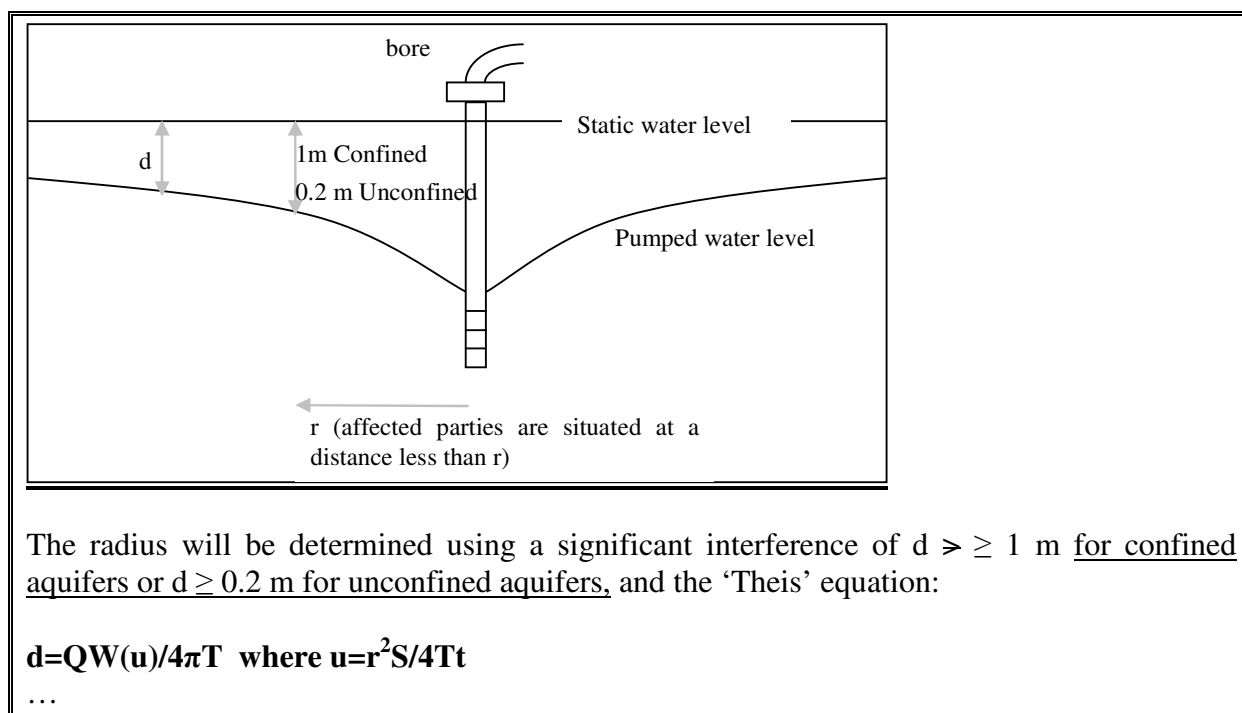 bore
Static water level
d
1m Confined
0.2 m Unconfined
Pumped water level
r (affected parties are situated at a
distance less than r)
The radius will be determined using a significant interference of d > ≥ 1 m for confined
aquifers or d ≥ 0.2 m for unconfined aquifers, and the ‘Theis’ equation:
d=QW(u)/4πT where u=r²S/4Tt
…